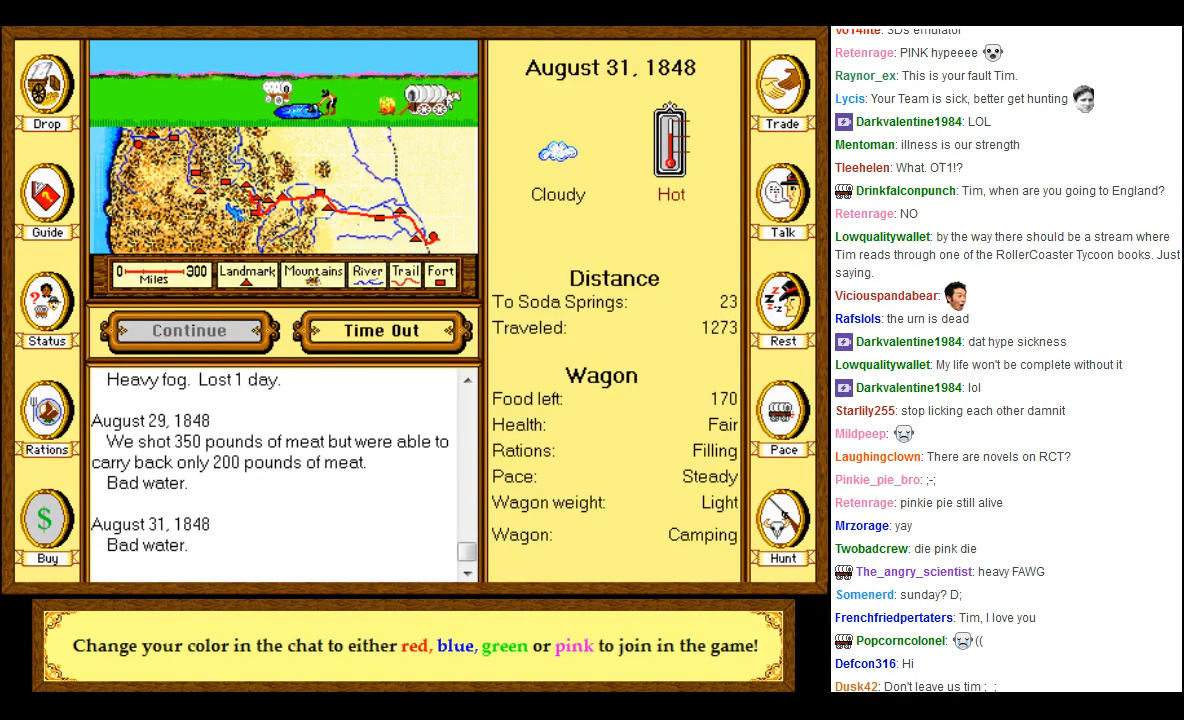 Drop
Guide
Status
Rations
Buy
0 300
Miles
Landmark
Mountains
River
Trail
Fort
Continue
Time Out
Heavy fog. Lost 1 day.
August 29, 1848
We shot 350 pounds of meat but were able to
carry back only 200 pounds of meat.
Bad water.
August 31, 1848
Bad water.
August 31, 1848
Cloudy
Hot
Distance
To Soda Springs: 23
Traveled: 1273
Wagon
Food left: 170
Health: Fair
Rations: Filling
Pace: Steady
Wagon weight: Light
Wagon: Camping
Trade
Talk
Rest
Pace
Hunt
Change your color in the chat to either red, blue, green or pink to join in the game!
3Ds emulator
Retenrage: PINK hypeeee
Raynor_ex: This is your fault Tim.
Lycis: Your Team is sick, better get hunting
Darkvalentine1984: LOL
Mentoman: illness is our strength
Tleehelen: What. OT1!?
Drinkfalconpunch: Tim, when are you going to England?
Retenrage: NO
Lowqualitywallet: by the way there should be a stream where
Tim reads through one of the RollerCoaster Tycoon books. Just
saying.
Viciouspandabear:
Rafslols: the urn is dead
Darkvalentine1984: dat hype sickness
Lowqualitywallet: My life won't be complete without it
Darkvalentine1984: lol
Starlily255: stop licking each other damnit
Mildpeep:
Laughingclown: There are novels on RCT?
Pinkie_pie_bro: ;-;
Retenrage: pinkie pie still alive
Mrzorage: yay
Twobadcrew: die pink die
The_angry_scientist: heavy FAWG
Somenerd: sunday? D;
Frenchfriedpertaters: Tim, I love you
Popcorncolonel: ((
Defcon316: Hi
Dusk42: Don't leave us tim ;_;